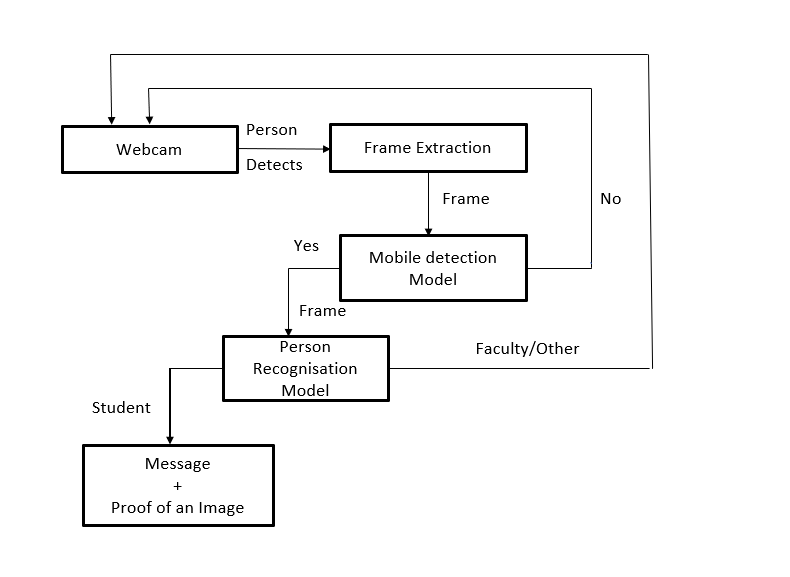 Person
Webcam
Detects
Frame Extraction
Frame
No
Yes
Mobile detection
Model
Frame
Person
Recognisation
Model
Faculty/Other
Student
Message
+
Proof of an Image